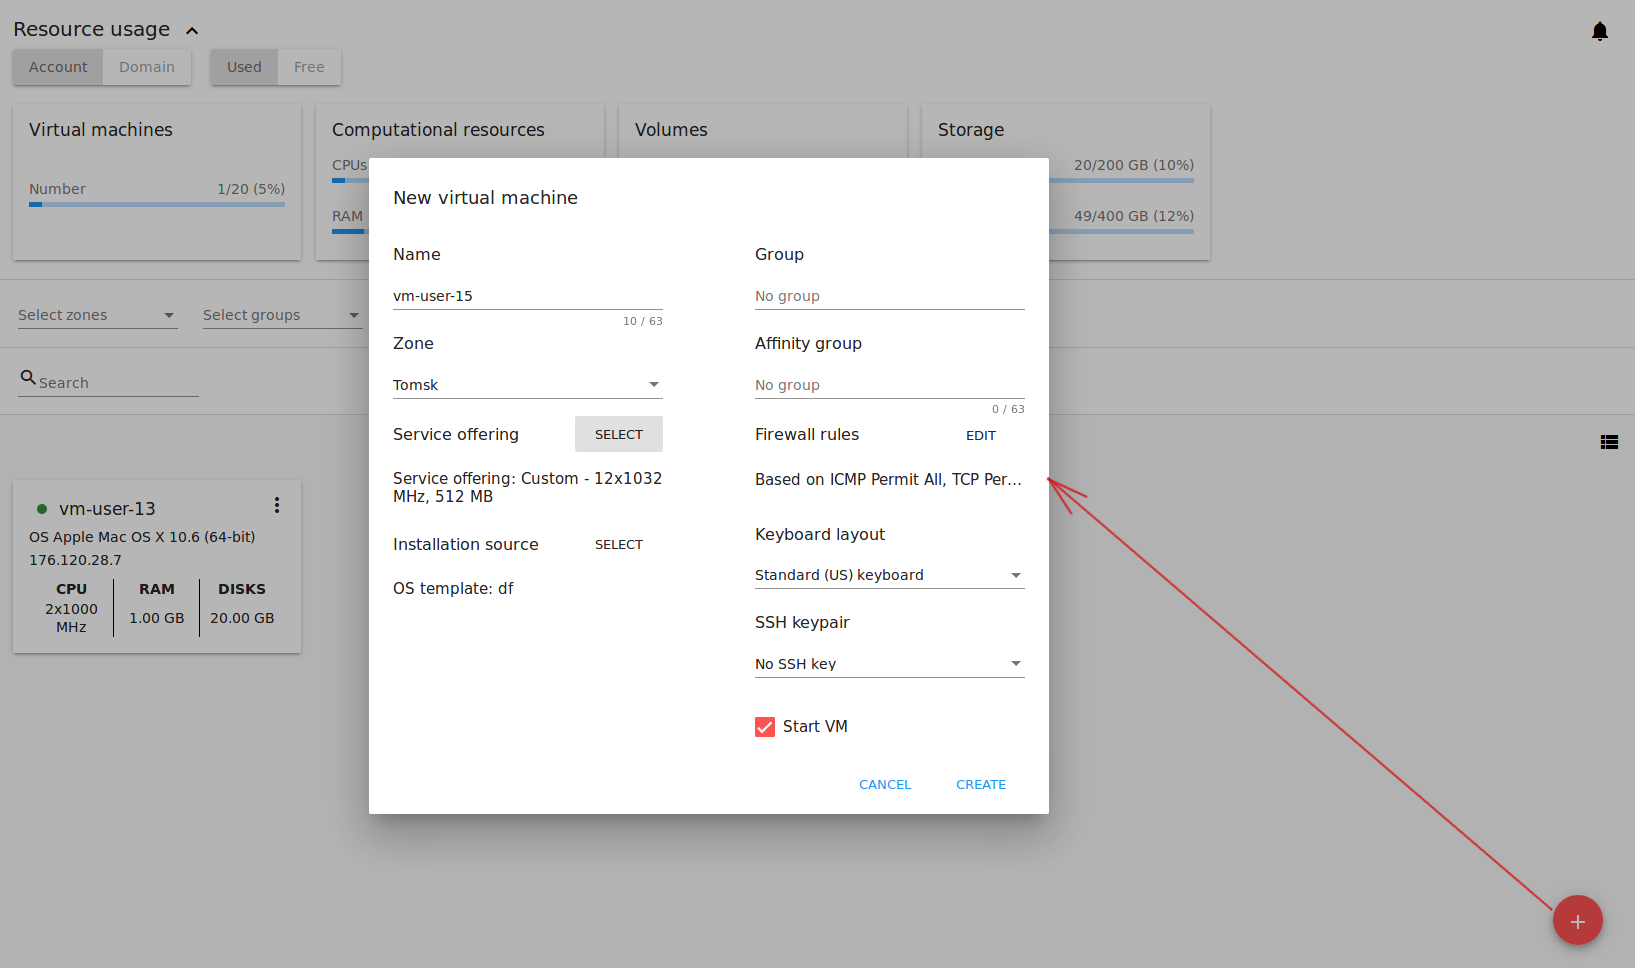 Resource usage
Account Domain Used Free
Virtual machines
Number 1/20 (5%)
Computational resources
CPUs
RAM
Volumes
Storage
20/200 GB (10%)
49/400 GB (12%)
Select zones Select groups
Search
vm-user-13
OS Apple Mac OS X 10.6 (64-bit)
176.120.28.7
CPU RAM DISKS
2x1000 MHz 1.00 GB 20.00 GB
New virtual machine
Name
vm-user-15
10 / 63
Zone
Tomsk
Service offering SELECT
Service offering: Custom - 12x1032
MHz, 512 MB
Installation source SELECT
OS template: df
Group
No group
Affinity group
No group
0 / 63
Firewall rules EDIT
Based on ICMP Permit All, TCP Per...
Keyboard layout
Standard (US) keyboard
SSH keypair
No SSH key
Start VM
CANCEL CREATE
+